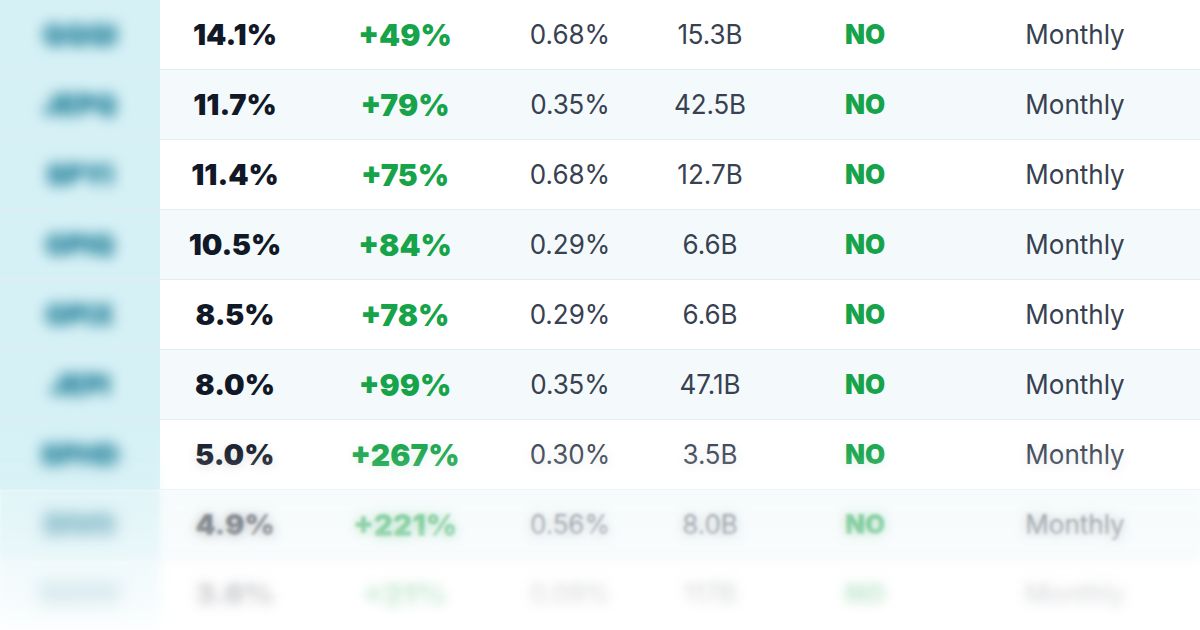 14.1% +49% 0.68% 15.3B NO Monthly
11.7% +79% 0.35% 42.5B NO Monthly
11.4% +75% 0.68% 12.7B NO Monthly
10.5% +84% 0.29% 6.6B NO Monthly
8.5% +78% 0.29% 6.6B NO Monthly
8.0% +99% 0.35% 47.1B NO Monthly
5.0% +267% 0.30% 3.5B NO Monthly
4.9% +221% 0.56% 8.0B NO Monthly
NO Monthly